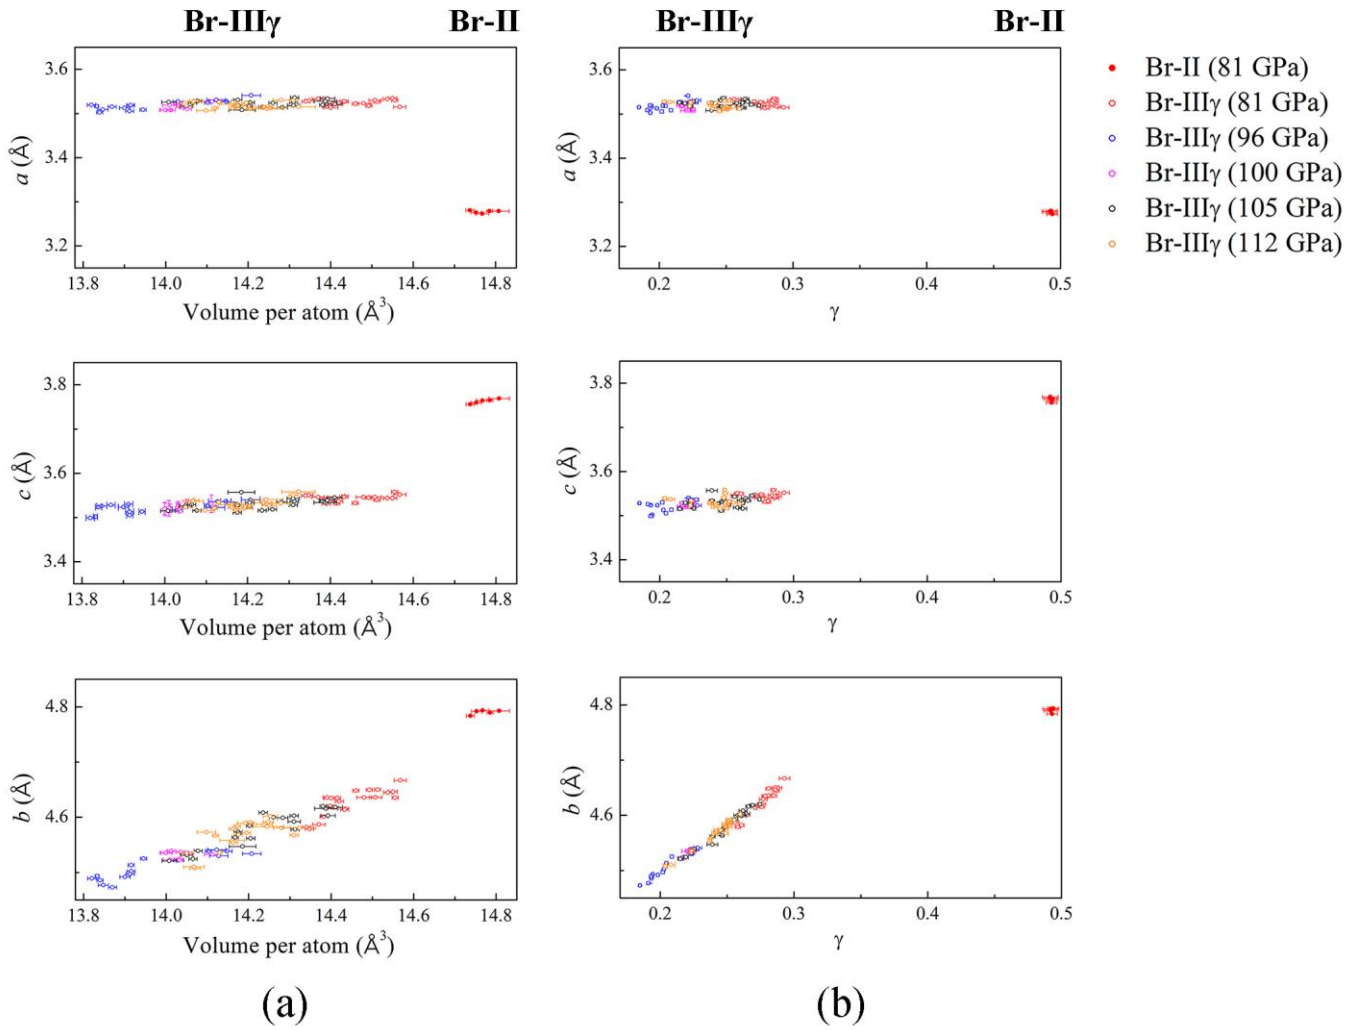 Br-IIIγ Br-II Br-IIIγ Br-II
3.6
3.4
3.2
a (Å)
13.8 14.0 14.2 14.4 14.6 14.8
Volume per atom (Å³)
3.6
3.4
3.2
a (Å)
0.2 0.3 0.4 0.5
γ
Br-II (81 GPa)
Br-IIIγ (81 GPa)
Br-IIIγ (96 GPa)
Br-IIIγ (100 GPa)
Br-IIIγ (105 GPa)
Br-IIIγ (112 GPa)
3.8
3.6
3.4
c (Å)
13.8 14.0 14.2 14.4 14.6 14.8
Volume per atom (Å³)
3.8
3.6
3.4
c (Å)
0.2 0.3 0.4 0.5
γ
4.8
4.6
b (Å)
13.8 14.0 14.2 14.4 14.6 14.8
Volume per atom (Å³)
4.8
4.6
b (Å)
0.2 0.3 0.4 0.5
γ
(a) (b)